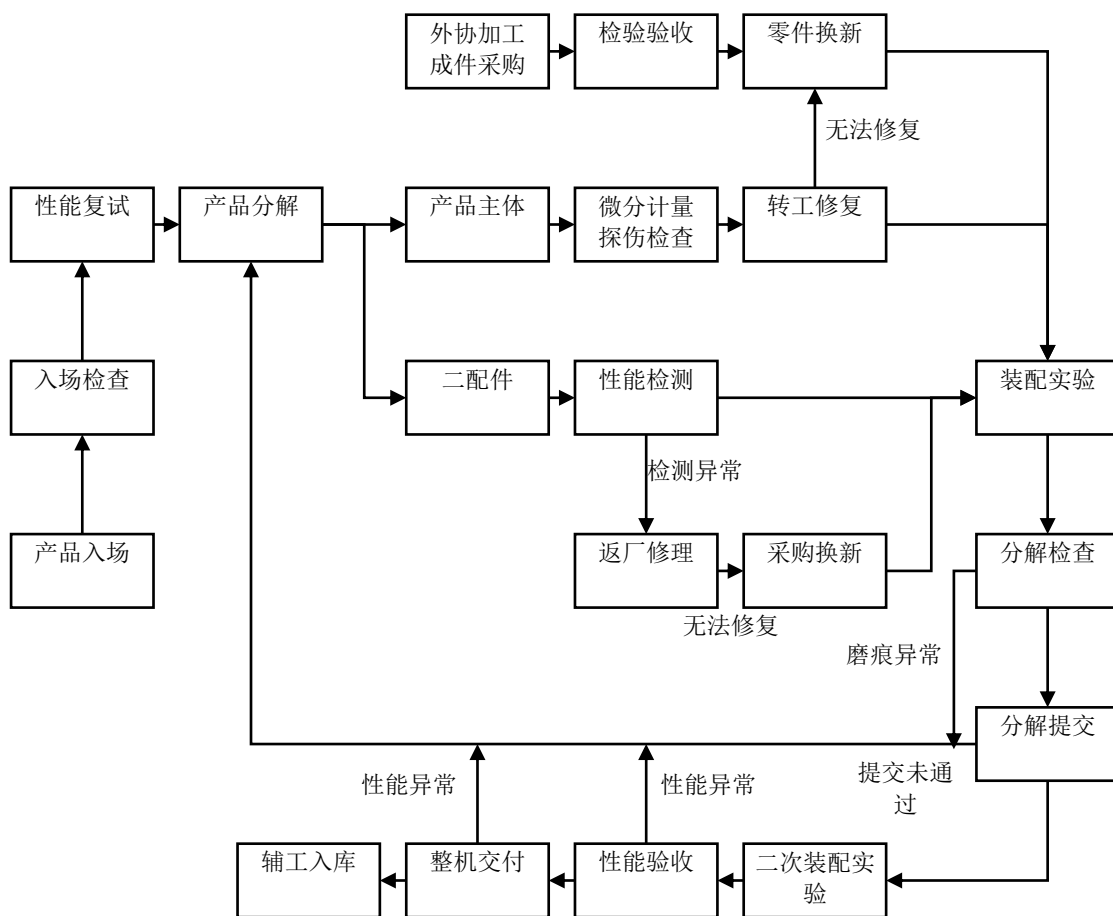 外协加工
成件采购
检验验收
零件换新
无法修复
性能复试
产品分解
产品主体
微分计量
探伤检查
转工修复
入场检查
二配件
性能检测
装配实验
检测异常
产品入场
返厂修理
采购换新
分解检查
无法修复
磨痕异常
分解提交
性能异常
性能异常
提交未通
过
辅工入库
整机交付
性能验收
二次装配实
验